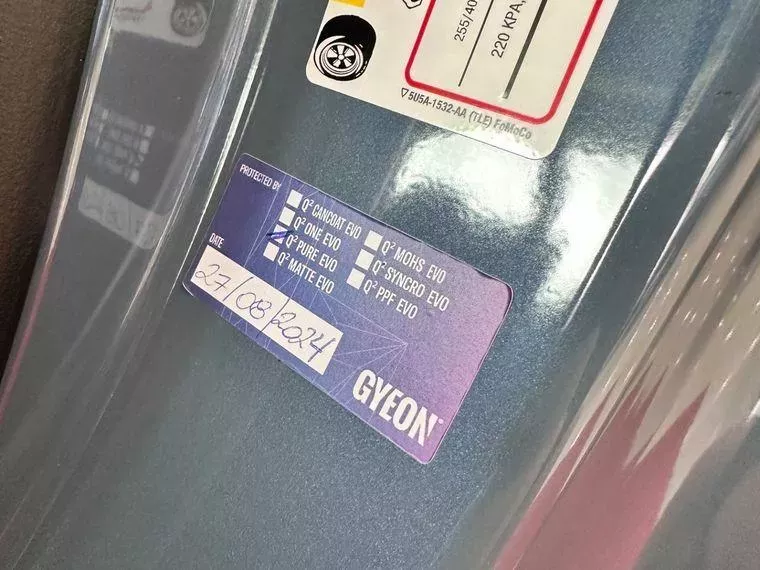 255/40
220 KPA,
▽5U5A-1532-AA (TLE) FoMoCo
PROTECTED BY
Q² CANCOAT EVO
Q² ONE EVO
Q² PURE EVO
Q² MATTE EVO
Q² MOHS EVO
Q² SYNCRO EVO
Q² PPF EVO
DATE
27/08/2024
GYEON